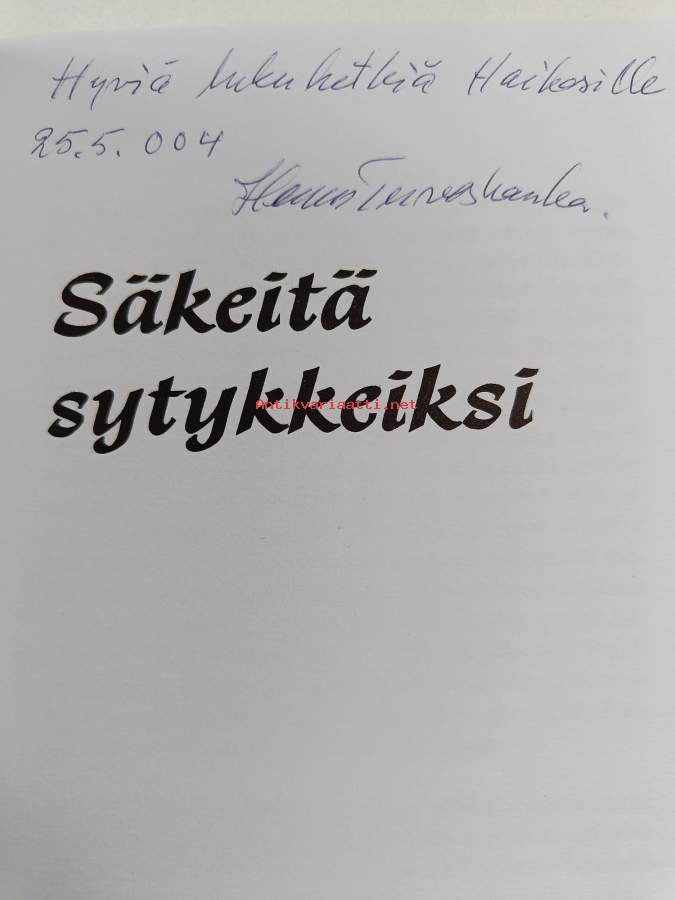 Hyviä lukuhetkiä Haikosille
25.5.004
Säkeitä
sytykkeiksi
Antikvariaatti.net